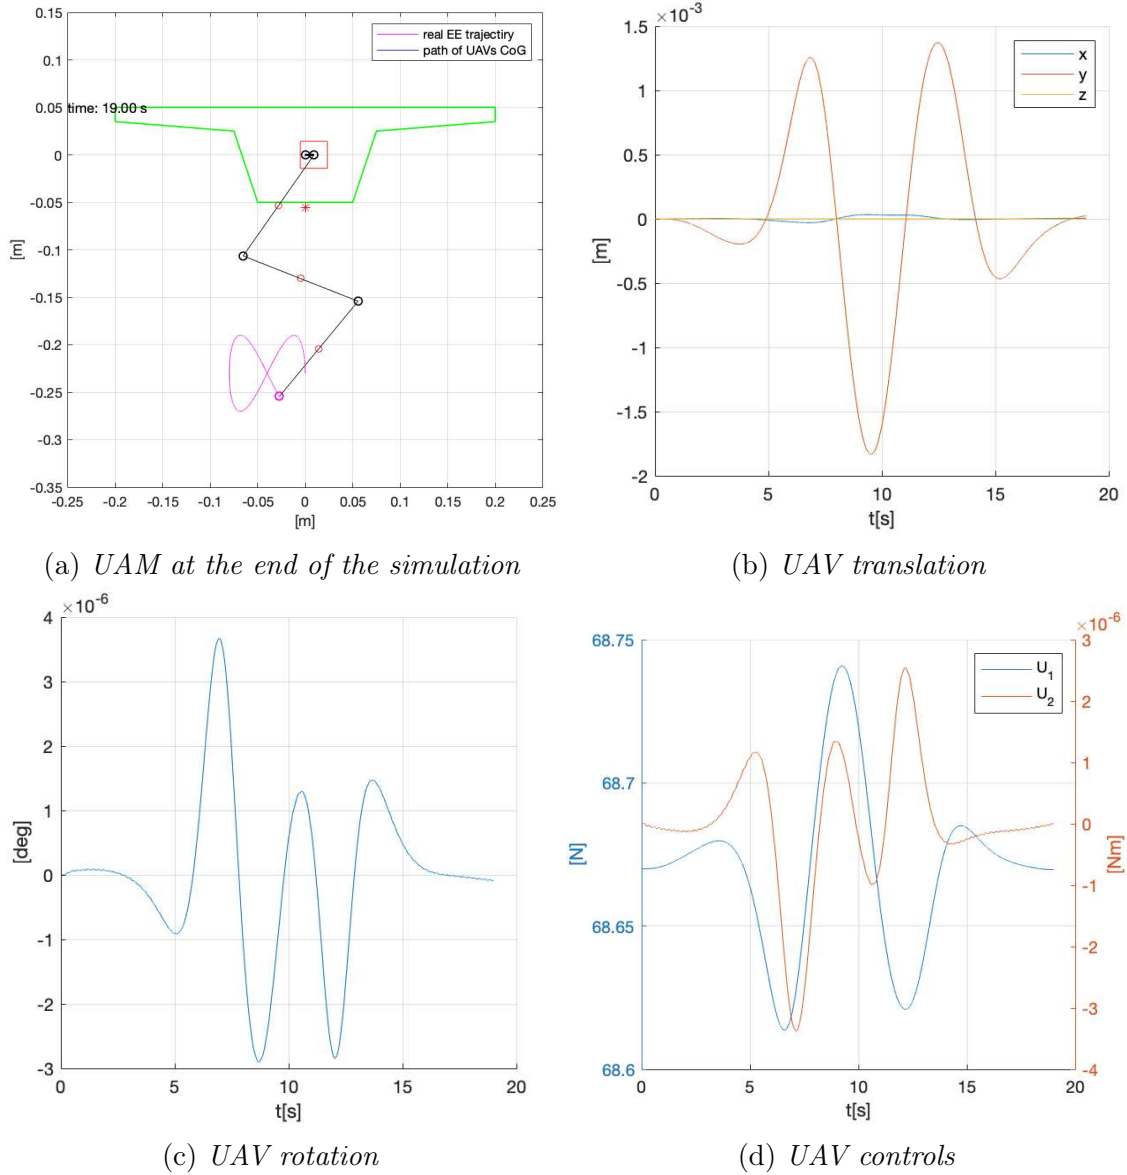 0.15
0.1
0.05
0
-0.05
-0.1
-0.15
-0.2
-0.25
-0.3
-0.35
[m]
real EE trajectiry
path of UAVs CoG
time: 19.00 s
-0.25 -0.2 -0.15 -0.1 -0.05 0 0.05 0.1 0.15 0.2 0.25
[m]
(a) UAM at the end of the simulation
×10⁻³
1.5
1
0.5
0
-0.5
-1
-1.5
-2
[m]
x
y
z
0 5 10 15 20
t[s]
(b) UAV translation
×10⁻⁶
4
3
2
1
0
-1
-2
-3
[deg]
0 5 10 15 20
t[s]
(c) UAV rotation
68.75
68.7
68.65
68.6
[N]
U₁
U₂
×10⁻⁶
3
2
1
0
-1
-2
-3
-4
[Nm]
0 5 10 15 20
t[s]
(d) UAV controls